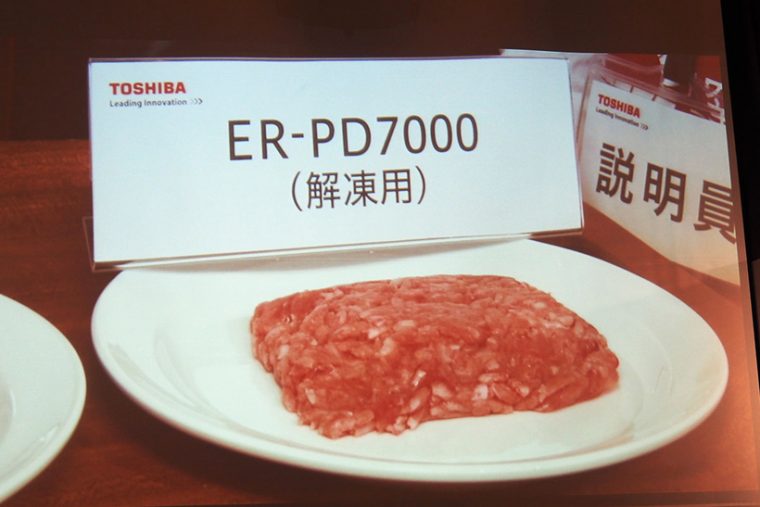 TOSHIBA
Leading Innovation >>>
ER-PD7000
(解凍用)
TOSHIBA
Leading Innovation >>>
説明員